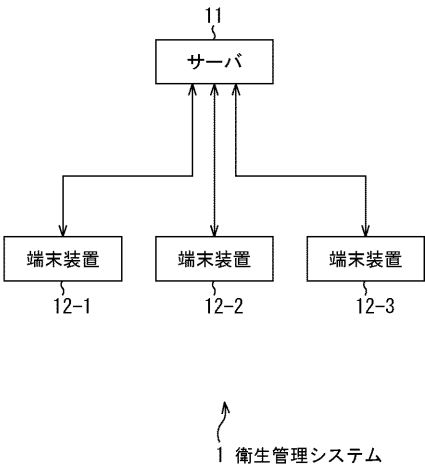 11
サーバ
端末装置 端末装置 端末装置
12-1 12-2 12-3
1 衛生管理システム